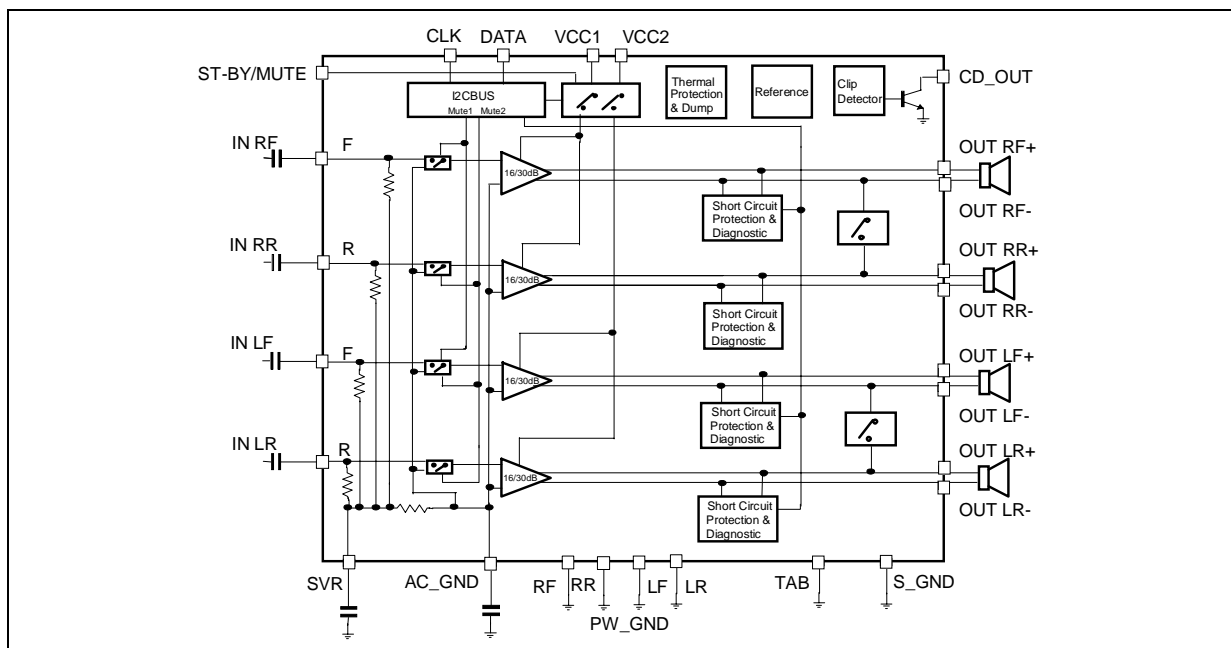 CLK
DATA
VCC1
VCC2
ST-BY/MUTE
CD_OUT
I2CBUS
Mute1 Mute2
Thermal
Protection
& Dump
Reference
Clip
Detector
IN RF
F
16/30dB
OUT RF+
OUT RF-
Short Circuit
Protection &
Diagnostic
IN RR
R
16/30dB
OUT RR+
OUT RR-
Short Circuit
Protection &
Diagnostic
IN LF
F
16/30dB
OUT LF+
OUT LF-
Short Circuit
Protection &
Diagnostic
IN LR
R
16/30dB
OUT LR+
OUT LR-
Short Circuit
Protection &
Diagnostic
SVR
AC_GND
RF
RR
LF
LR
PW_GND
TAB
S_GND